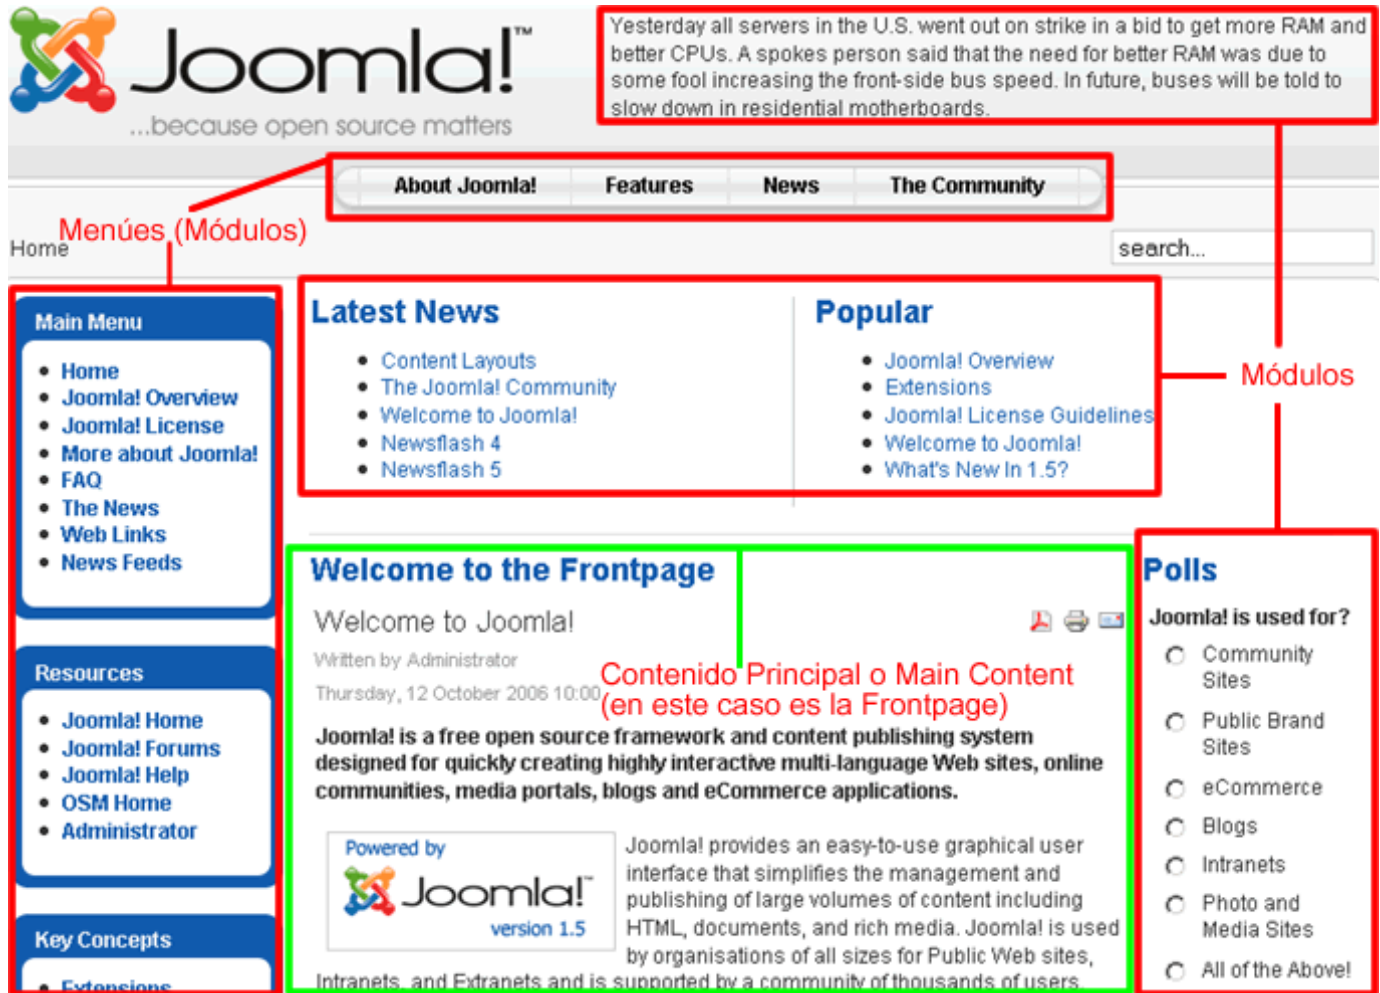 Joomla!™
...because open source matters
Yesterday all servers in the U.S. went out on strike in a bid to get more RAM and
better CPUs. A spokes person said that the need for better RAM was due to
some fool increasing the front-side bus speed. In future, buses will be told to
slow down in residential motherboards.
About Joomla!
Features
News
The Community
Menúes (Módulos)
Home
search...
Main Menu
Home
Joomla! Overview
Joomla! License
More about Joomla!
FAQ
The News
Web Links
News Feeds
Resources
Joomla! Home
Joomla! Forums
Joomla! Help
OSM Home
Administrator
Key Concepts
Extensions
Latest News
Content Layouts
The Joomla! Community
Welcome to Joomla!
Newsflash 4
Newsflash 5
Popular
Joomla! Overview
Extensions
Joomla! License Guidelines
Welcome to Joomla!
What's New In 1.5?
Módulos
Welcome to the Frontpage
Welcome to Joomla!
Written by Administrator
Thursday, 12 October 2006 10:00
Contenido Principal o Main Content
(en este caso es la Frontpage)
Joomla! is a free open source framework and content publishing system
designed for quickly creating highly interactive multi-language Web sites, online
communities, media portals, blogs and eCommerce applications.
Powered by
Joomla!™
version 1.5
Joomla! provides an easy-to-use graphical user
interface that simplifies the management and
publishing of large volumes of content including
HTML, documents, and rich media. Joomla! is used
by organisations of all sizes for Public Web sites,
Intranets, and Extranets and is supported by a community of thousands of users.
Polls
Joomla! is used for?
Community
Sites
Public Brand
Sites
eCommerce
Blogs
Intranets
Photo and
Media Sites
All of the Above!